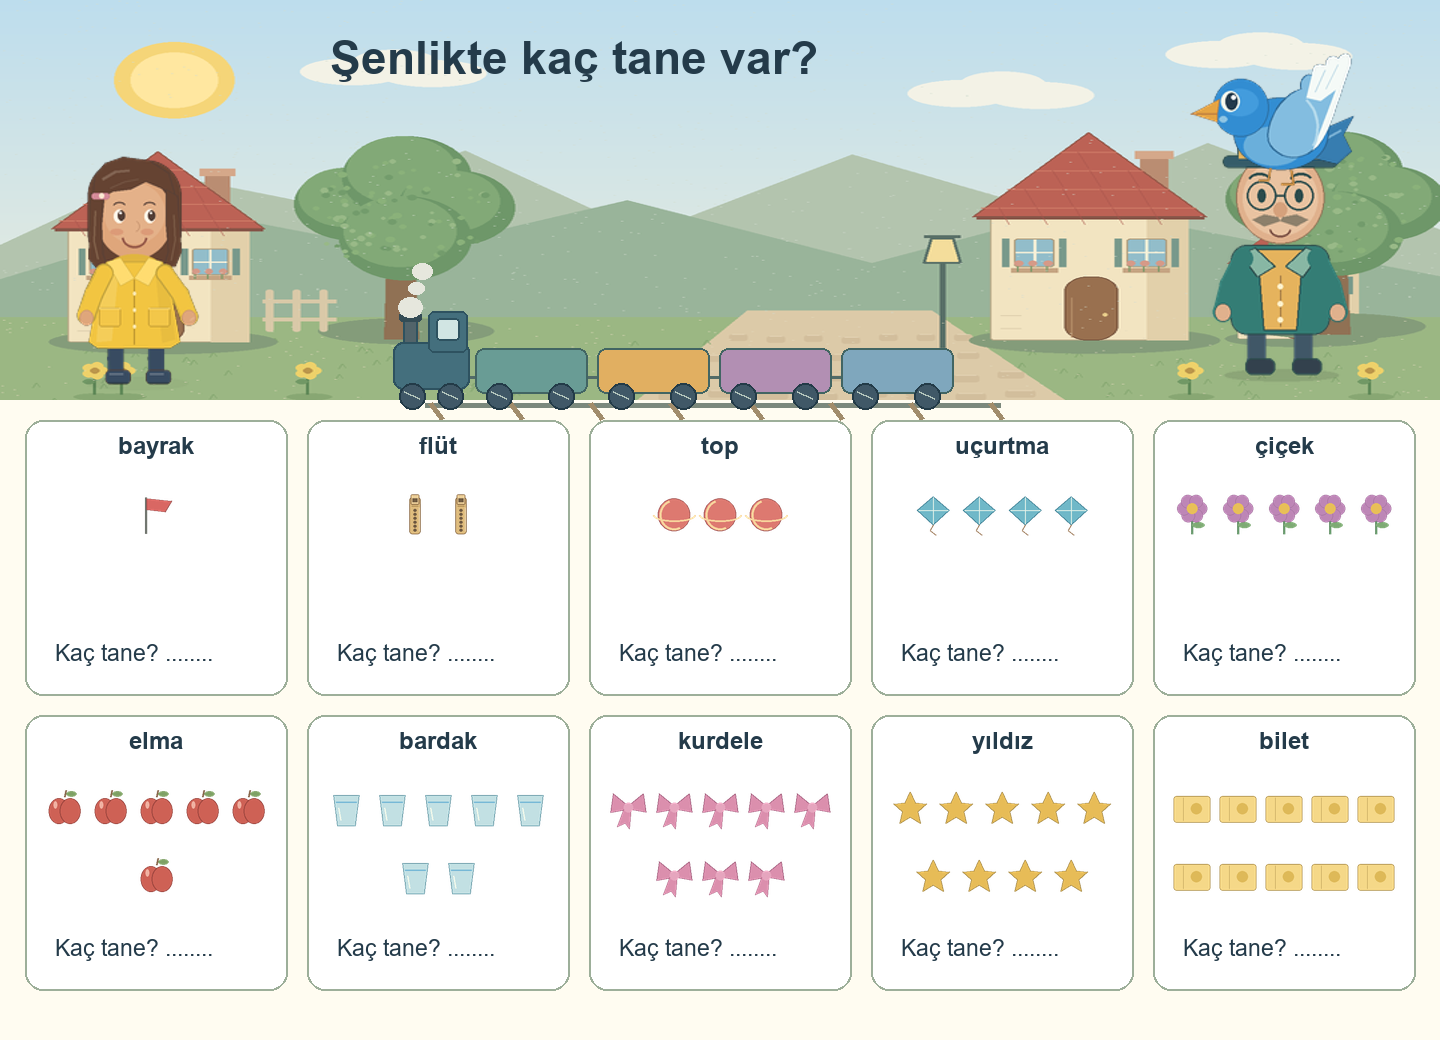 Şenlikte kaç tane var?
bayrak
flüt
top
uçurtma
çiçek
Kaç tane? ........
Kaç tane? ........
Kaç tane? ........
Kaç tane? ........
Kaç tane? ........
elma
bardak
kurdele
yıldız
bilet
Kaç tane? ........
Kaç tane? ........
Kaç tane? ........
Kaç tane? ........
Kaç tane? ........